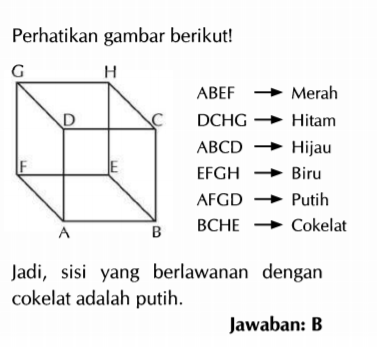 Perhatikan gambar berikut!
G H
D C
F E
A B
ABEF → Merah
DCHG → Hitam
ABCD → Hijau
EFGH → Biru
AFGD → Putih
BCHE → Cokelat
Jadi, sisi yang berlawanan dengan
cokelat adalah putih.
Jawaban: B